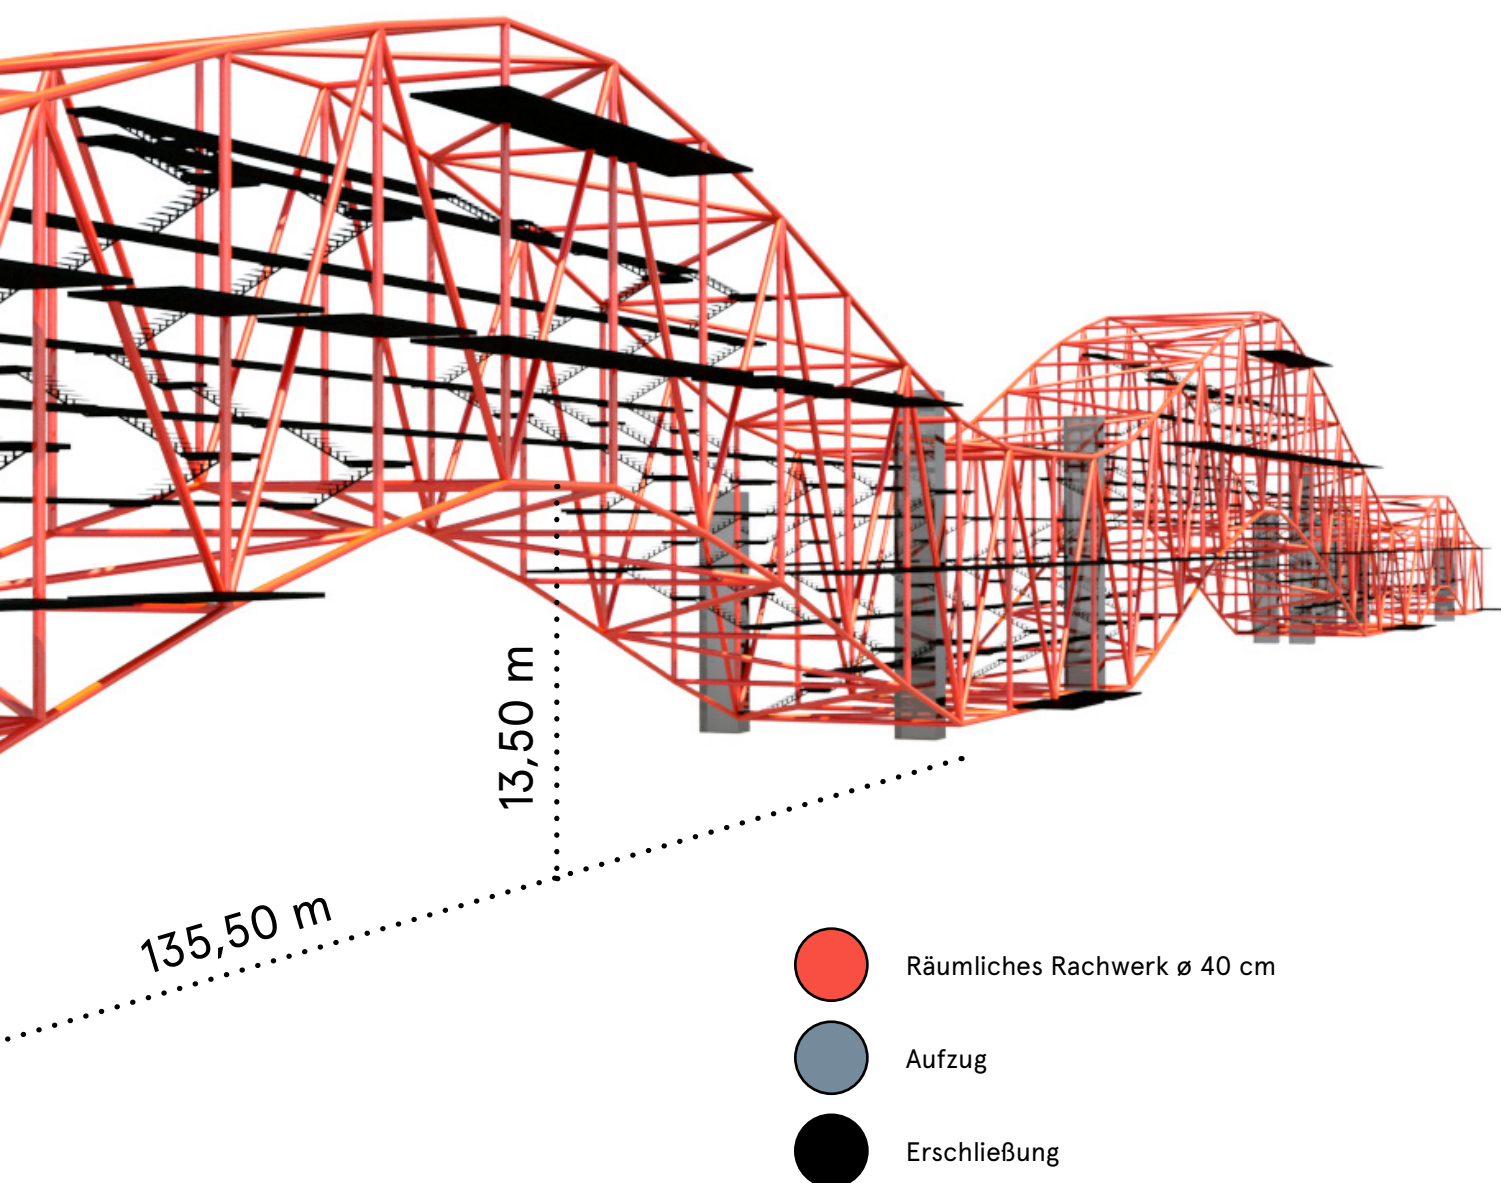 13,50 m
135,50 m
Räumliches Rachwerk ø 40 cm
Aufzug
Erschließung